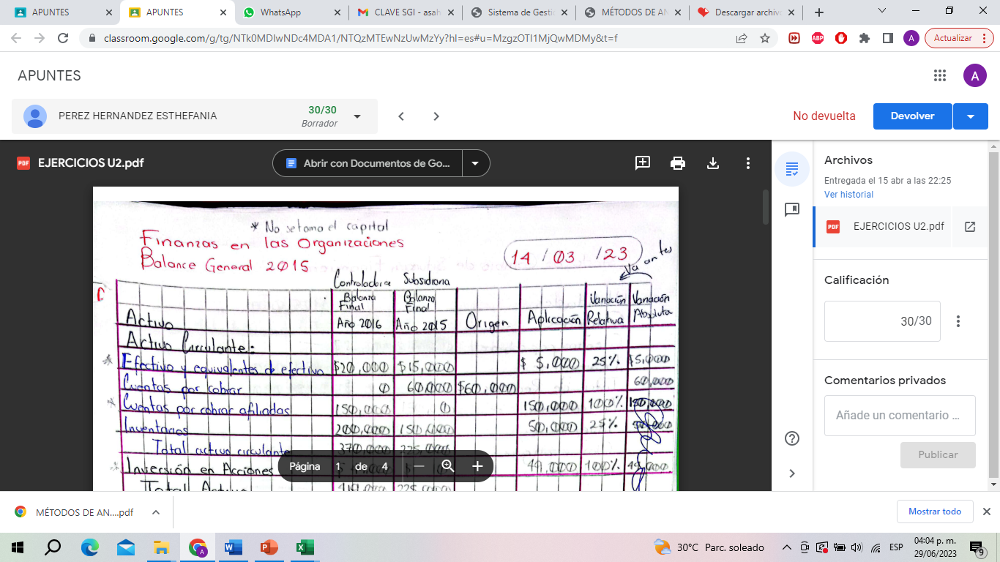 APUNTES
APUNTES
WhatsApp
CLAVE SGI - asah
Sistema de Gesti
MÉTODOS DE AN
Descargar archivo
classroom.google.com/g/tg/NTk0MDIwNDc4MDA1/NTQzMTEwNzUwMzYy?hl=es#u=MzgzOTI1MjQwMDMy&t=f
ABP
A
Actualizar
APUNTES
A
PEREZ HERNANDEZ ESTHEFANIA
30/30
Borrador
No devuelta
Devolver
PDF EJERCICIOS U2.pdf
Abrir con Documentos de Go...
* No se toma el capital
Finanzas en las Organizaciones
Balance General 2015
14 / 03 / 23
Va antes
Controladora Subsidiaria
Balanza Final Año 2016
Balanza Final Año 2015
Activo Origen Aplicación Variación Relativa Variación Absoluta
Activo Circulante:
* Efectivo y equivalentes de efectivo $20,000 $15,000 $ 5,000 25% $5,000
Cuentas por cobrar 0 60,000 $60,000 60,000
* Cuentas por cobrar afiliadas 150,000 0 150,000 100%
Inventarios 200,000 150,000 50,000 25%
Total activo circulante 370,000 225,000
* Inversión en Acciones 49,000 100% 49,000
Total Activo 419,000 225,000
Página 1 de 4
Archivos
Entregada el 15 abr a las 22:25
Ver historial
PDF EJERCICIOS U2.pdf
Calificación
30/30
Comentarios privados
Añade un comentario ...
Publicar
MÉTODOS DE AN....pdf
Mostrar todo
30°C Parc. soleado
ESP
04:04 p. m.
29/06/2023
9